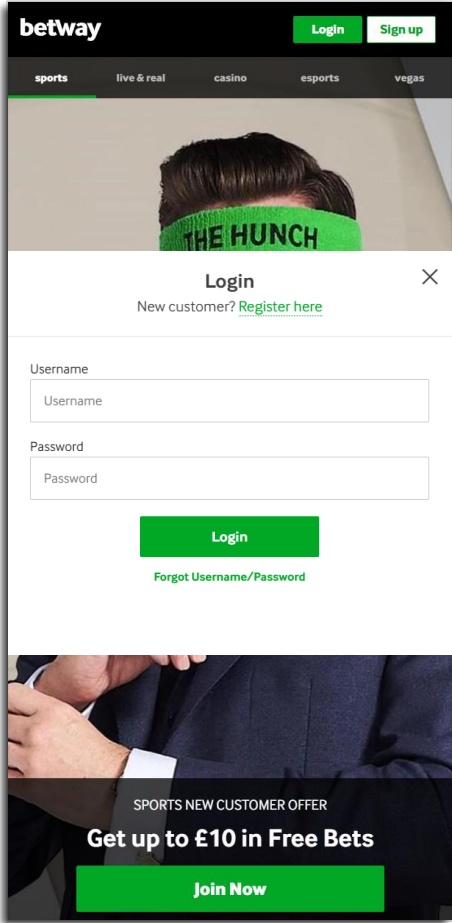 betway
Login Sign up
sports live & real casino esports vegas
THE HUNCH
Login
New customer? Register here
Username
Username
Password
Password
Login
Forgot Username/Password
SPORTS NEW CUSTOMER OFFER
Get up to £10 in Free Bets
Join Now